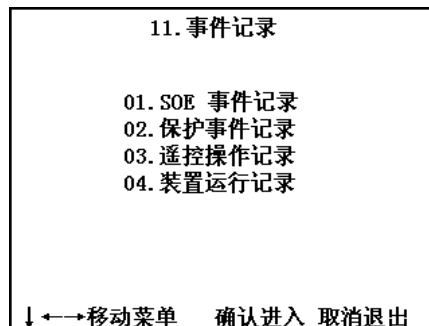 11.事件记录
01.SOE 事件记录
02.保护事件记录
03.遥控操作记录
04.装置运行记录
↓←→移动菜单 确认进入 取消退出